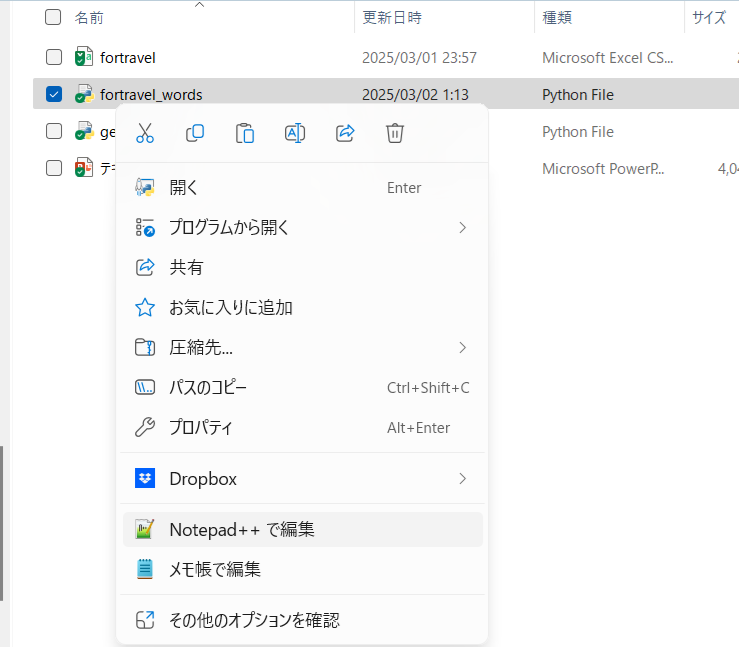 名前 更新日時 種類 サイズ
fortravel 2025/03/01 23:57 Microsoft Excel CS...
fortravel_words 2025/03/02 1:13 Python File
ge Python File
テキ Microsoft PowerP... 4,04
開く Enter
プログラムから開く
共有
お気に入りに追加
圧縮先...
パスのコピー Ctrl+Shift+C
プロパティ Alt+Enter
Dropbox
Notepad++ で編集
メモ帳で編集
その他のオプションを確認